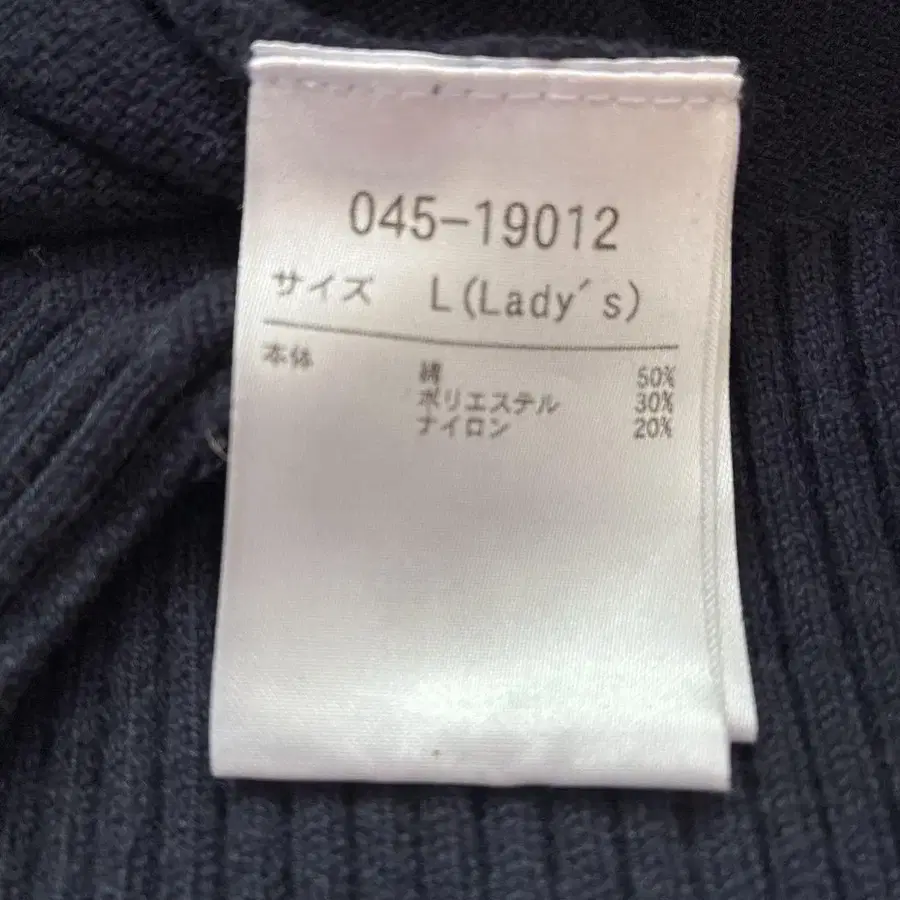 045-19012
サイズ L(Lady's)
本体 綿 50%
ポリエステル 30%
ナイロン 20%